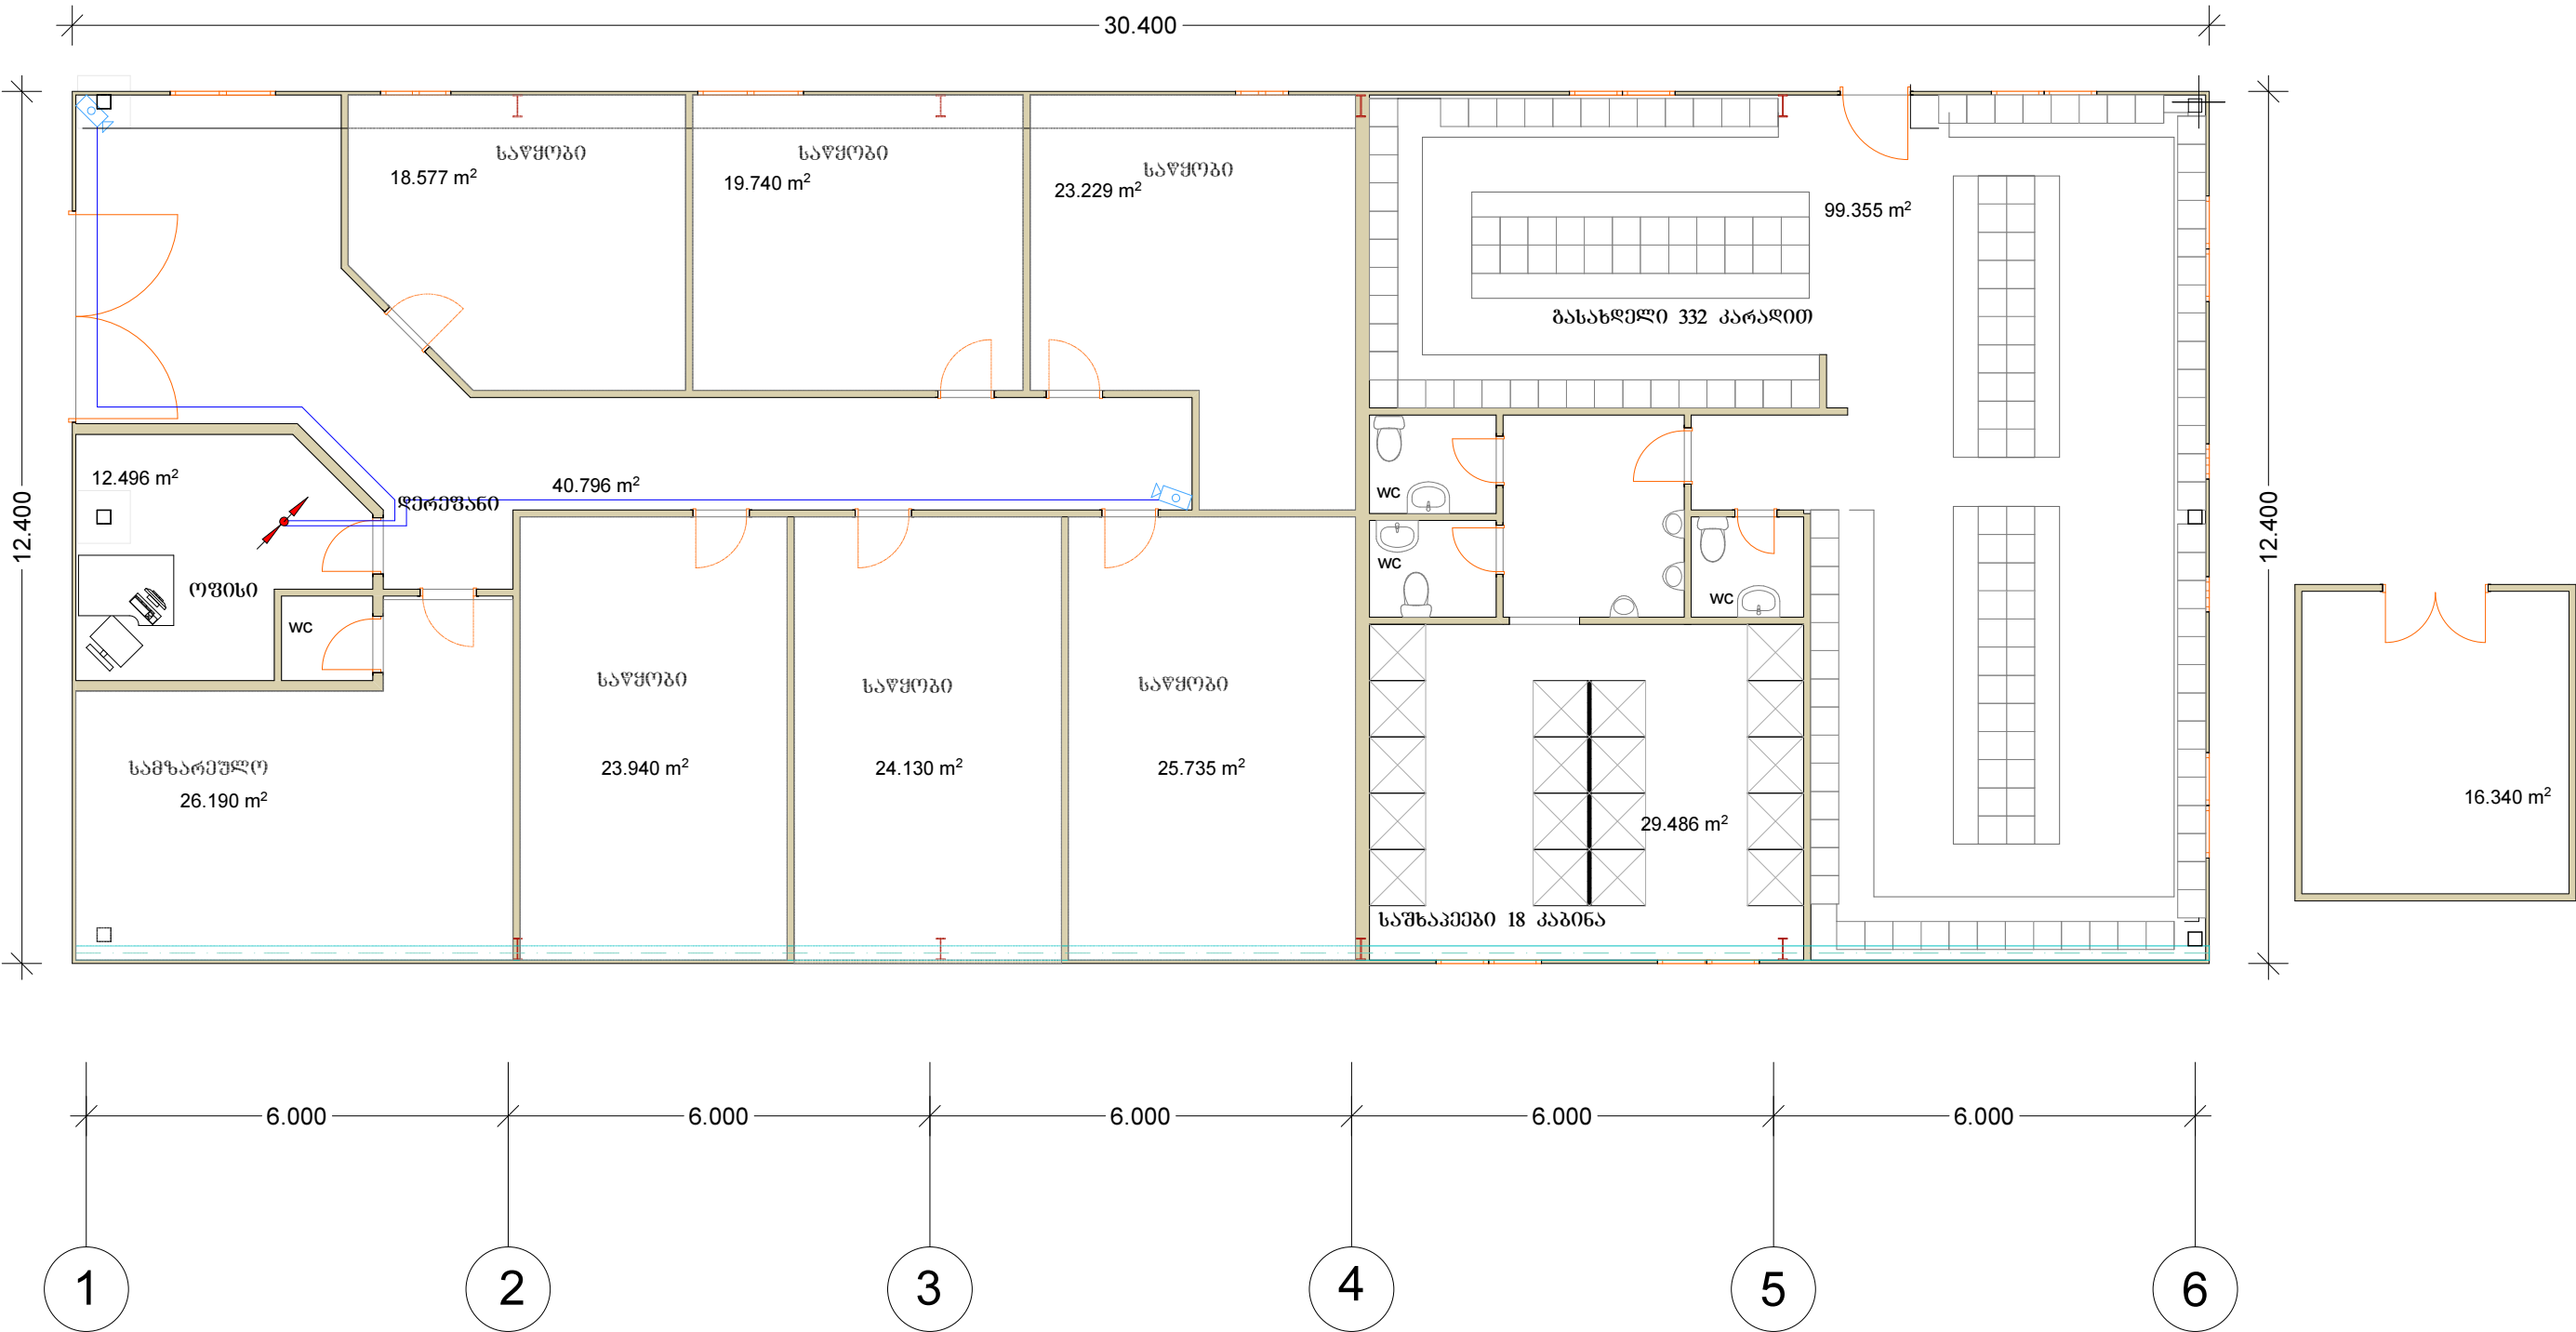 30.400
საწყობი
18.577 m²
საწყობი
19.740 m²
საწყობი
23.229 m²
99.355 m²
გასახდელი 332 კარადით
12.400
12.496 m²
დერეფანი
40.796 m²
ოფისი
wc
wc
wc
wc
12.400
საწყობი
23.940 m²
საწყობი
24.130 m²
საწყობი
25.735 m²
სამზარეულო
26.190 m²
29.486 m²
საშხაპეები 18 კაბინა
16.340 m²
6.000
6.000
6.000
6.000
6.000
1
2
3
4
5
6